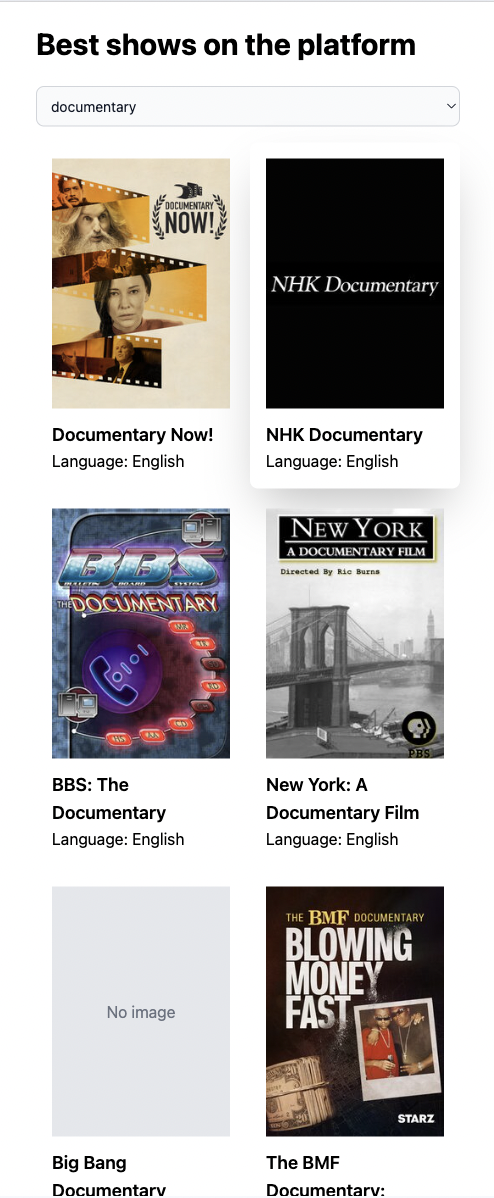 Best shows on the platform
documentary
DOCUMENTARY
NOW!
NHK Documentary
Documentary Now!
Language: English
NHK Documentary
Language: English
BBS
BULLETIN BOARD SYSTEM
THE DOCUMENTARY
NEW YORK
A DOCUMENTARY FILM
Directed By Ric Burns
PBS
BBS: The
Documentary
Language: English
New York: A
Documentary Film
Language: English
No image
THE BMF DOCUMENTARY
BLOWING
MONEY
FAST
STARZ
Big Bang
Documentary
The BMF
Documentary: